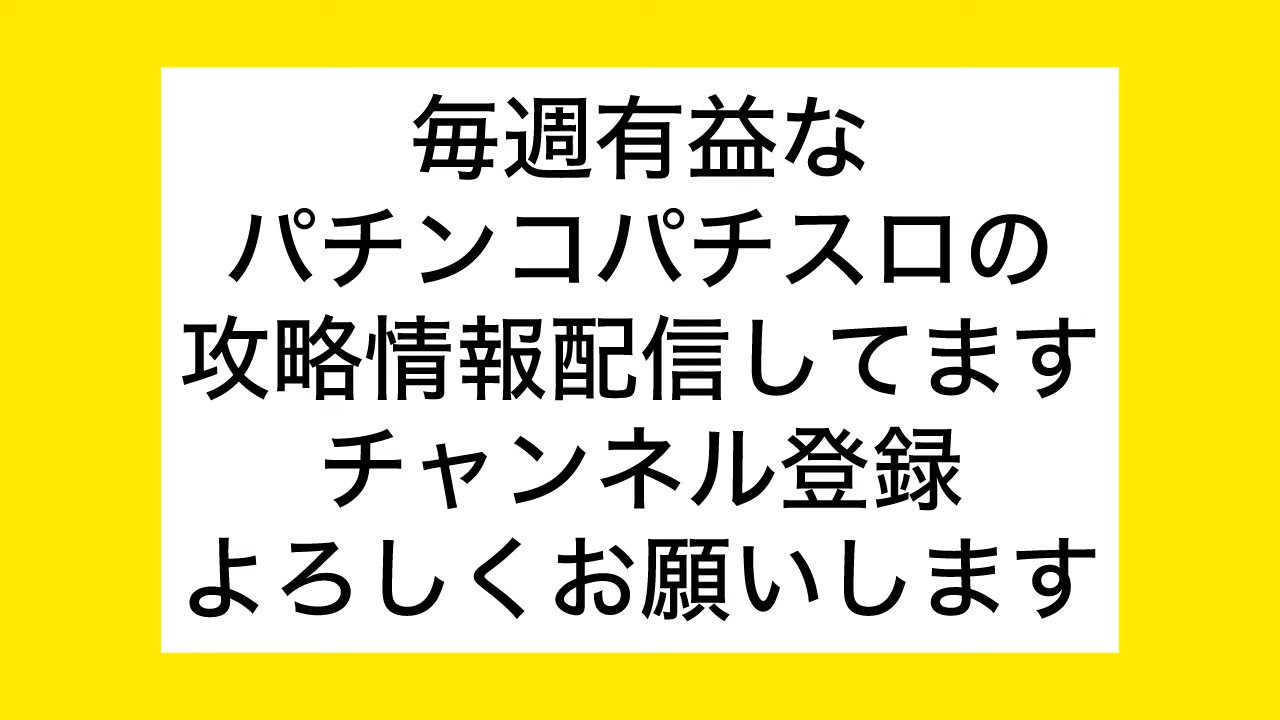 毎週有益な
パチンコパチスロの
攻略情報配信してます
チャンネル登録
よろしくお願いします